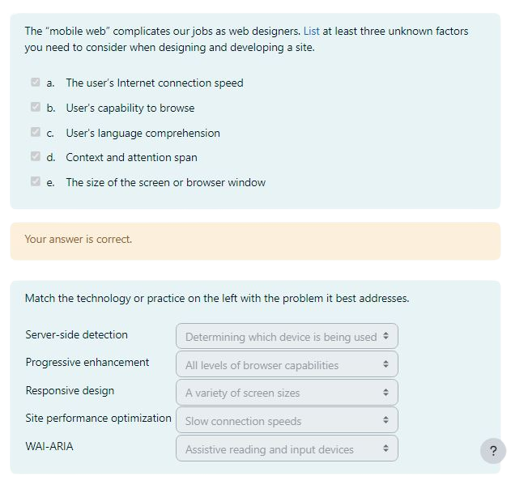 The "mobile web" complicates our jobs as web designers. List at least three unknown factors
you need to consider when designing and developing a site.
a. The user's Internet connection speed
b. User's capability to browse
c. User's language comprehension
d. Context and attention span
e. The size of the screen or browser window
Your answer is correct.
Match the technology or practice on the left with the problem it best addresses.
Server-side detection Determining which device is being used
Progressive enhancement All levels of browser capabilities
Responsive design A variety of screen sizes
Site performance optimization Slow connection speeds
WAI-ARIA Assistive reading and input devices
?